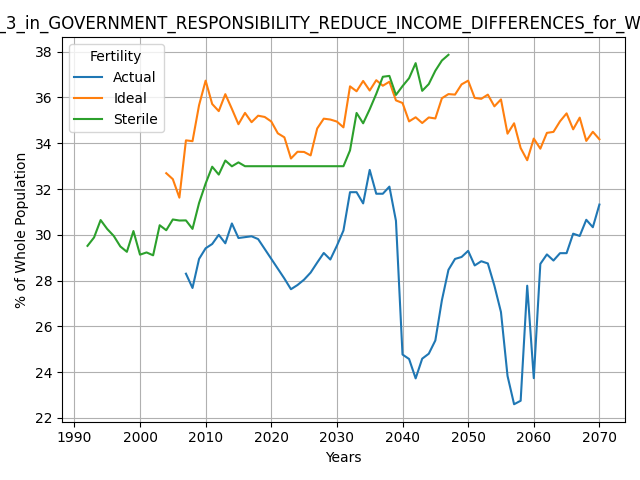 _3_in_GOVERNMENT_RESPONSIBILITY_REDUCE_INCOME_DIFFERENCES_for_W
Fertility
Actual
Ideal
Sterile
% of Whole Population
38
36
34
32
30
28
26
24
22
1990 2000 2010 2020 2030 2040 2050 2060 2070
Years